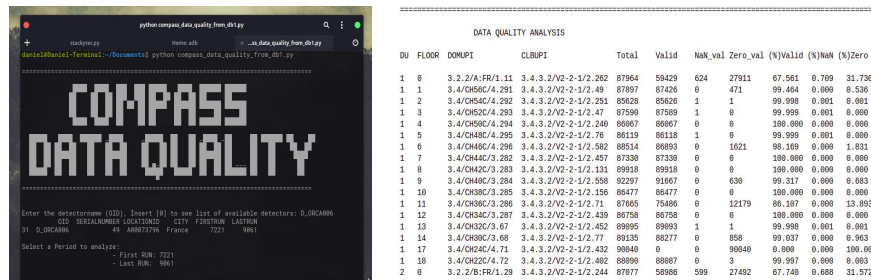 python compass_data_quality_from_db1.py
stackyter.py
Home: adb
× ...ss_data_quality_from_db1.py
daniel@Daniel-Terminal:~/Documents$ python compass_data_quality_from_db1.py
COMPASS
DATA QUALITY
Enter the detectorname (OID). Insert [0] to see list of available detectors: D_ORCA006
OID SERIALNUMBER LOCATIONID CITY FIRSTRUN LASTRUN
31 D_ORCA006 49 A00073796 France 7221 9061
Select a Period to analyze:
- First RUN: 7221
- Last RUN: 9061
DATA QUALITY ANALYSIS
DU FLOOR DOMUPI CLBUPI Total Valid NaN_val Zero_val (%)Valid (%)NaN (%)Zero
1 0 3.2.2/A:FR/1.11 3.4.3.2/V2-2-1/2.262 87964 59429 624 27911 67.561 0.709 31.730
1 1 3.4/CH56C/4.291 3.4.3.2/V2-2-1/2.49 87897 87426 0 471 99.464 0.000 0.536
1 2 3.4/CH54C/4.292 3.4.3.2/V2-2-1/2.251 85628 85626 1 1 99.998 0.001 0.001
1 3 3.4/CH52C/4.293 3.4.3.2/V2-2-1/2.47 87590 87589 1 0 99.999 0.001 0.000
1 4 3.4/CH50C/4.294 3.4.3.2/V2-2-1/2.240 86067 86067 0 0 100.000 0.000 0.000
1 5 3.4/CH48C/4.295 3.4.3.2/V2-2-1/2.76 86119 86118 1 0 99.999 0.001 0.000
1 6 3.4/CH46C/4.296 3.4.3.2/V2-2-1/2.582 88514 86893 0 1621 98.169 0.000 1.831
1 7 3.4/CH44C/3.282 3.4.3.2/V2-2-1/2.457 87330 87330 0 0 100.000 0.000 0.000
1 8 3.4/CH42C/3.283 3.4.3.2/V2-2-1/2.131 89918 89918 0 0 100.000 0.000 0.000
1 9 3.4/CH40C/3.284 3.4.3.2/V2-2-1/2.558 92297 91667 0 630 99.317 0.000 0.683
1 10 3.4/CH38C/3.285 3.4.3.2/V2-2-1/2.156 86477 86477 0 0 100.000 0.000 0.000
1 11 3.4/CH36C/3.286 3.4.3.2/V2-2-1/2.71 87665 75486 0 12179 86.107 0.000 13.893
1 12 3.4/CH34C/3.287 3.4.3.2/V2-2-1/2.439 86758 86758 0 0 100.000 0.000 0.000
1 13 3.4/CH32C/3.67 3.4.3.2/V2-2-1/2.452 89095 89093 1 1 99.998 0.001 0.001
1 14 3.4/CH30C/3.68 3.4.3.2/V2-2-1/2.77 89135 88277 0 858 99.037 0.000 0.963
1 17 3.4/CH24C/4.71 3.4.3.2/V2-2-1/2.432 90040 0 90040 0.000 0.000 100.00
1 18 3.4/CH22C/4.72 3.4.3.2/V2-2-1/2.402 88090 88087 0 3 99.997 0.000 0.003
2 0 3.2.2/B:FR/1.29 3.4.3.2/V2-2-1/2.244 87077 58986 599 27492 67.740 0.688 31.572